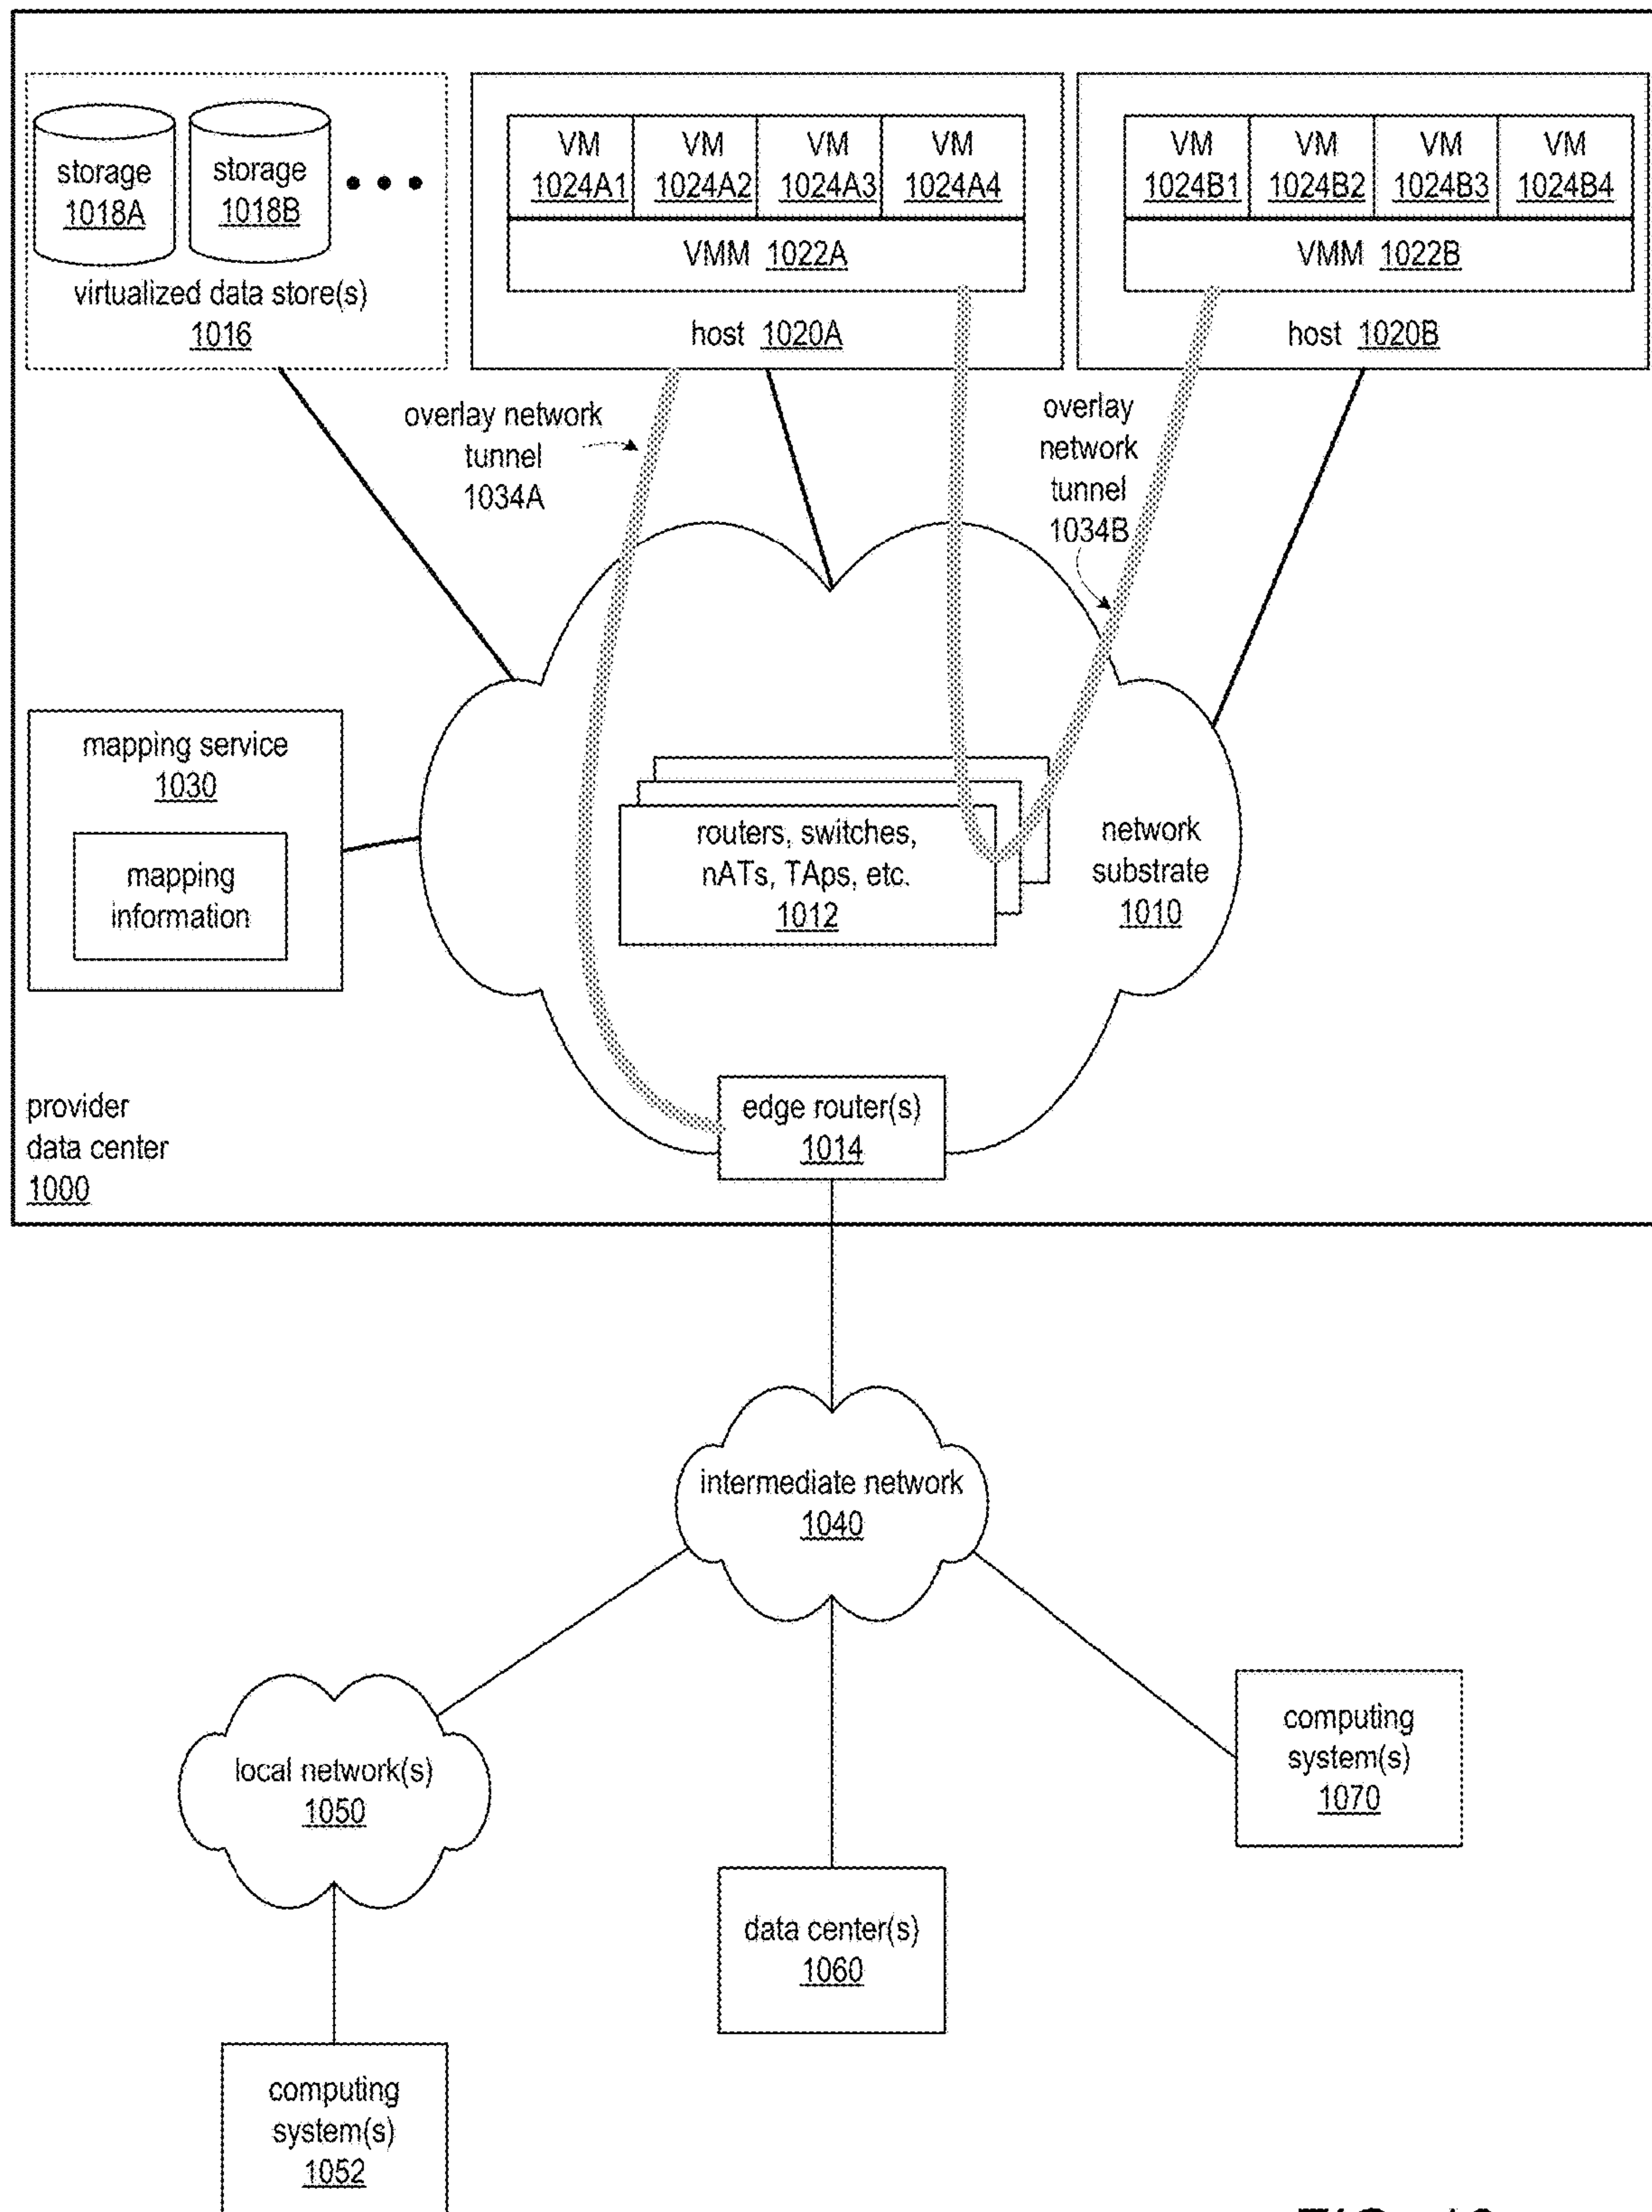 storage
1018A
storage
1018B
virtualized data store(s)
1016
VM
1024A1
VM
1024A2
VM
1024A3
VM
1024A4
VMM 1022A
host 1020A
VM
1024B1
VM
1024B2
VM
1024B3
VM
1024B4
VMM 1022B
host 1020B
overlay network
tunnel
1034A
overlay
network
tunnel
1034B
mapping service
1030
mapping
information
routers, switches,
nATs, TAps, etc.
1012
network
substrate
1010
edge router(s)
1014
provider
data center
1000
intermediate network
1040
local network(s)
1050
computing
system(s)
1070
data center(s)
1060
computing
system(s)
1052